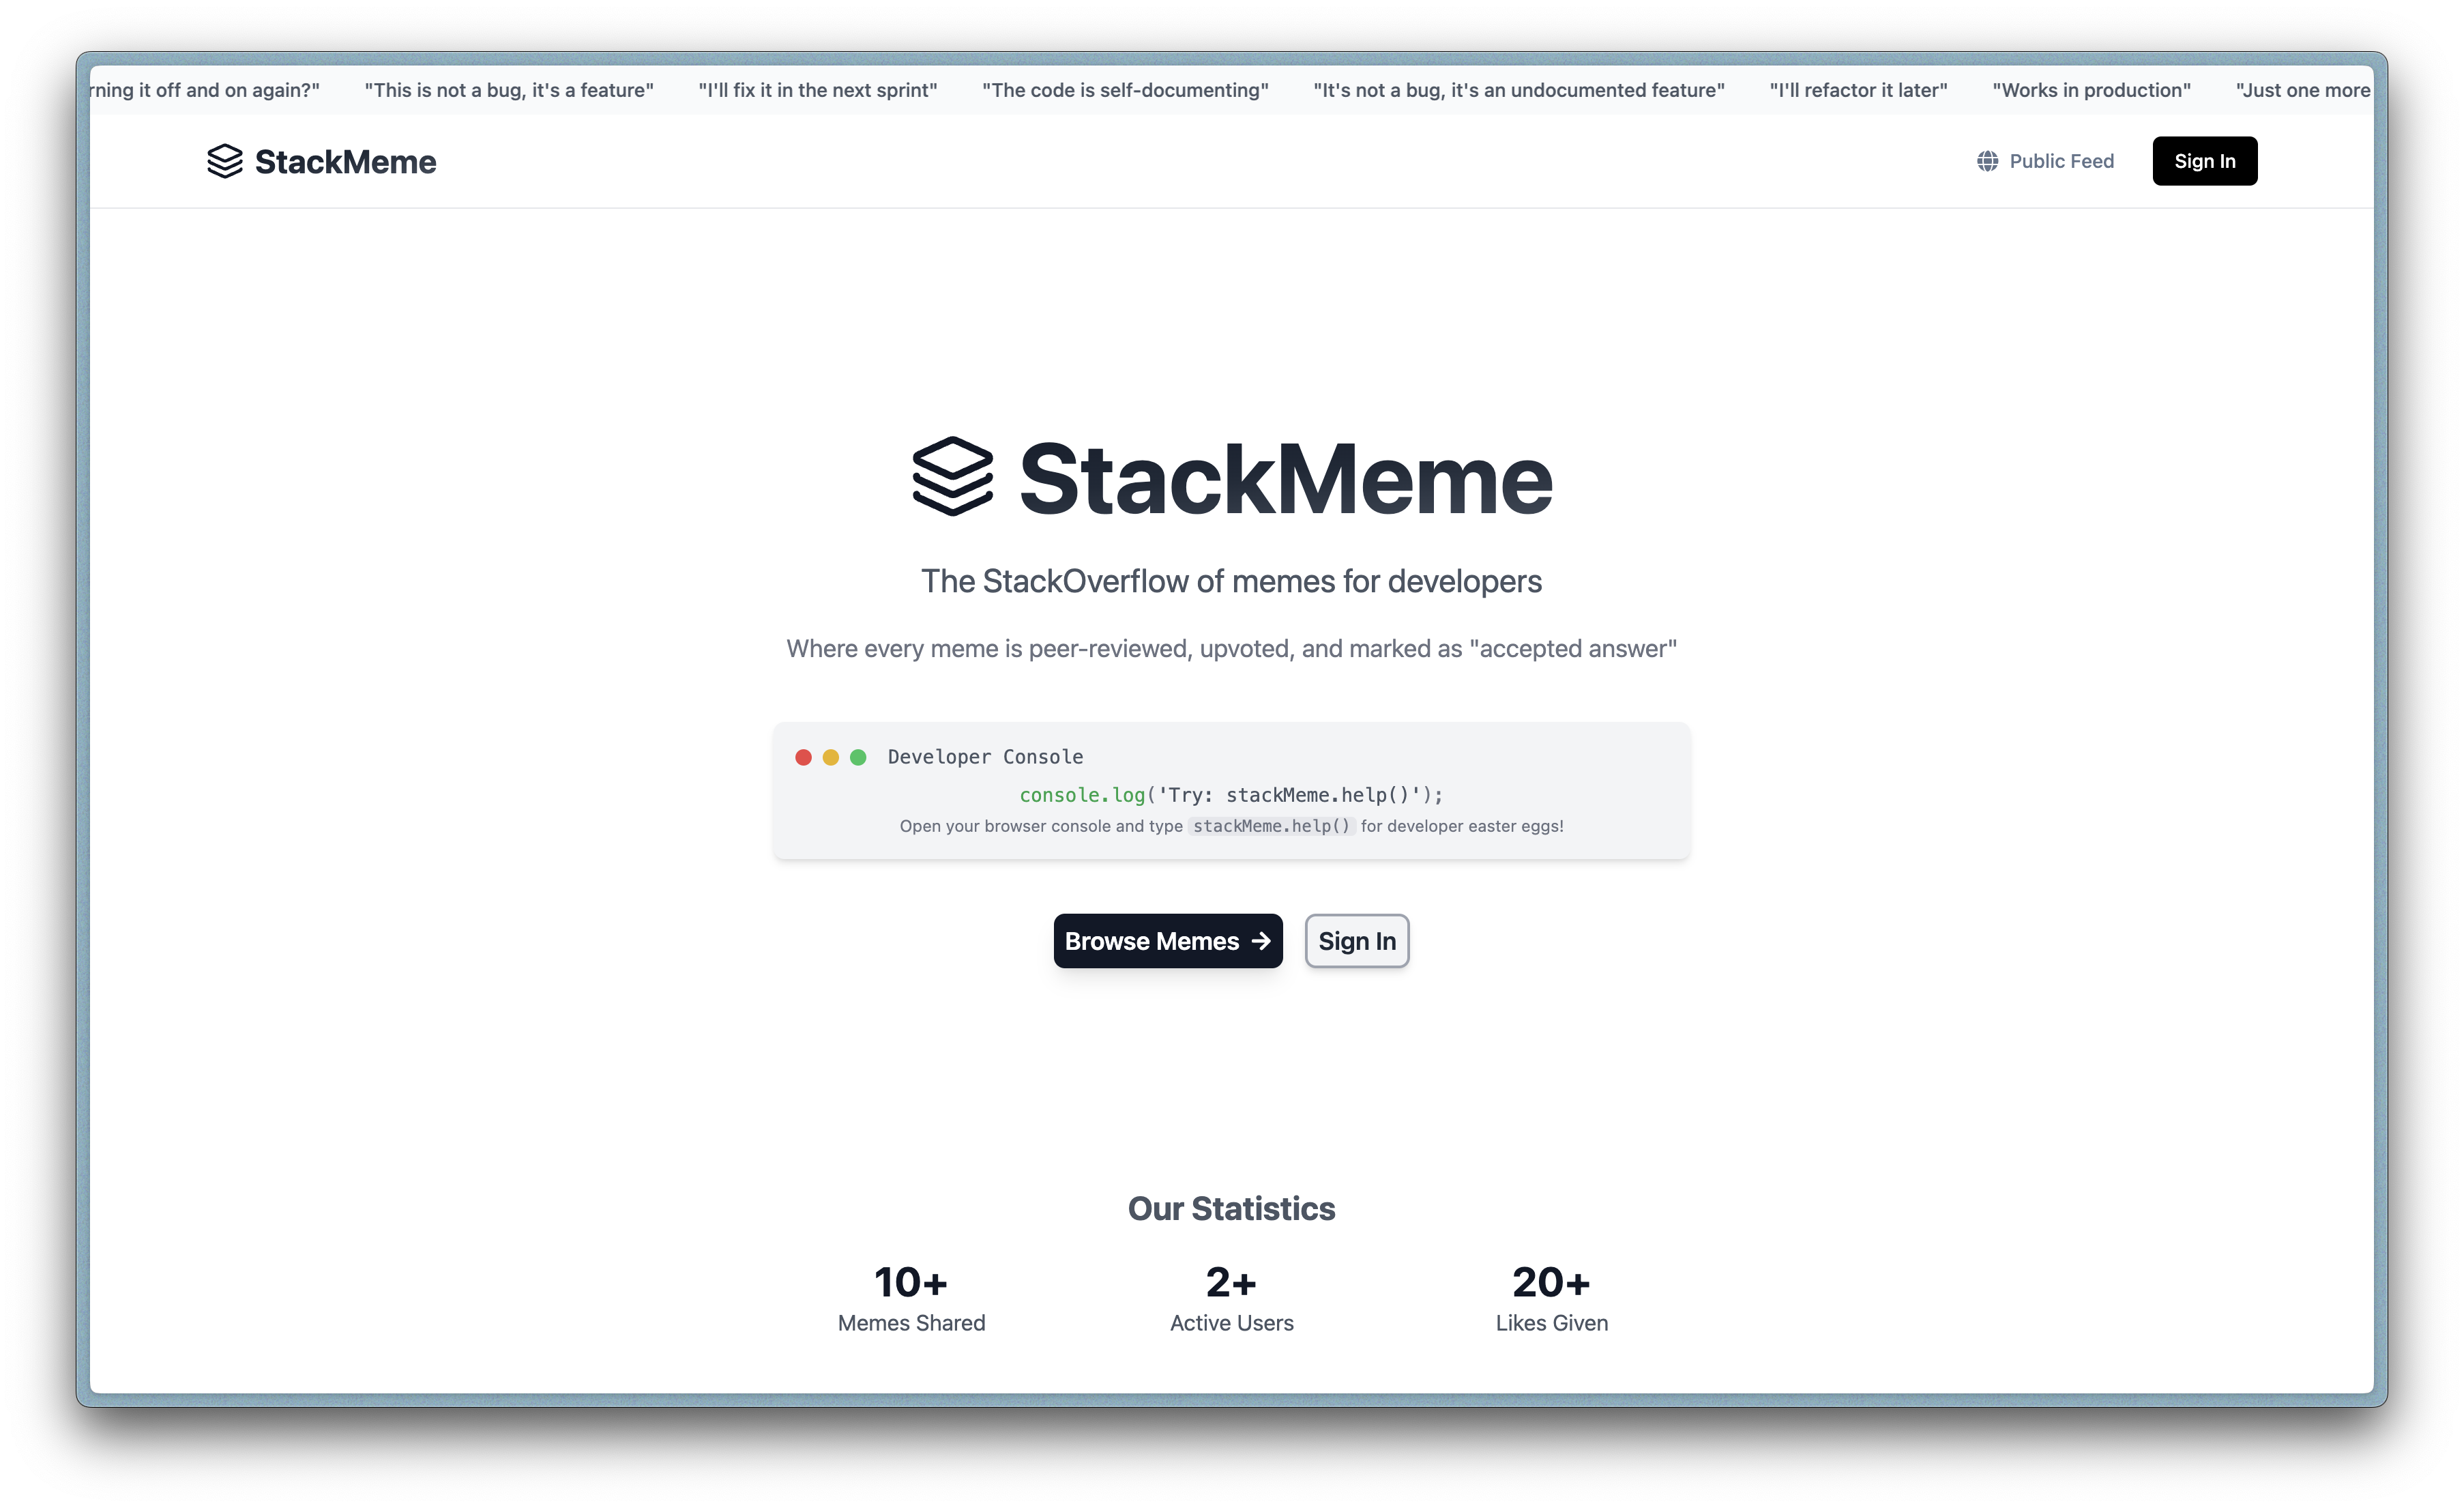 rning it off and on again?" "This is not a bug, it's a feature" "I'll fix it in the next sprint" "The code is self-documenting" "It's not a bug, it's an undocumented feature" "I'll refactor it later" "Works in production" "Just one more
StackMeme Public Feed Sign In
StackMeme
The StackOverflow of memes for developers
Where every meme is peer-reviewed, upvoted, and marked as "accepted answer"
Developer Console
console.log('Try: stackMeme.help()');
Open your browser console and type stackMeme.help() for developer easter eggs!
Browse Memes → Sign In
Our Statistics
10+ 2+ 20+
Memes Shared Active Users Likes Given